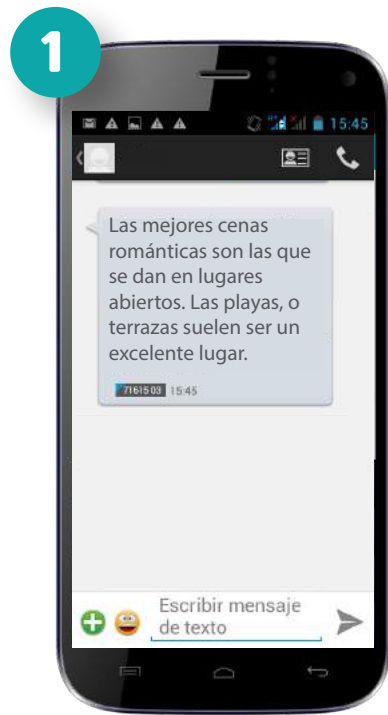 1
15:45
Las mejores cenas
románticas son las que
se dan en lugares
abiertos. Las playas, o
terrazas suelen ser un
excelente lugar.
7161503 15:45
Escribir mensaje
de texto